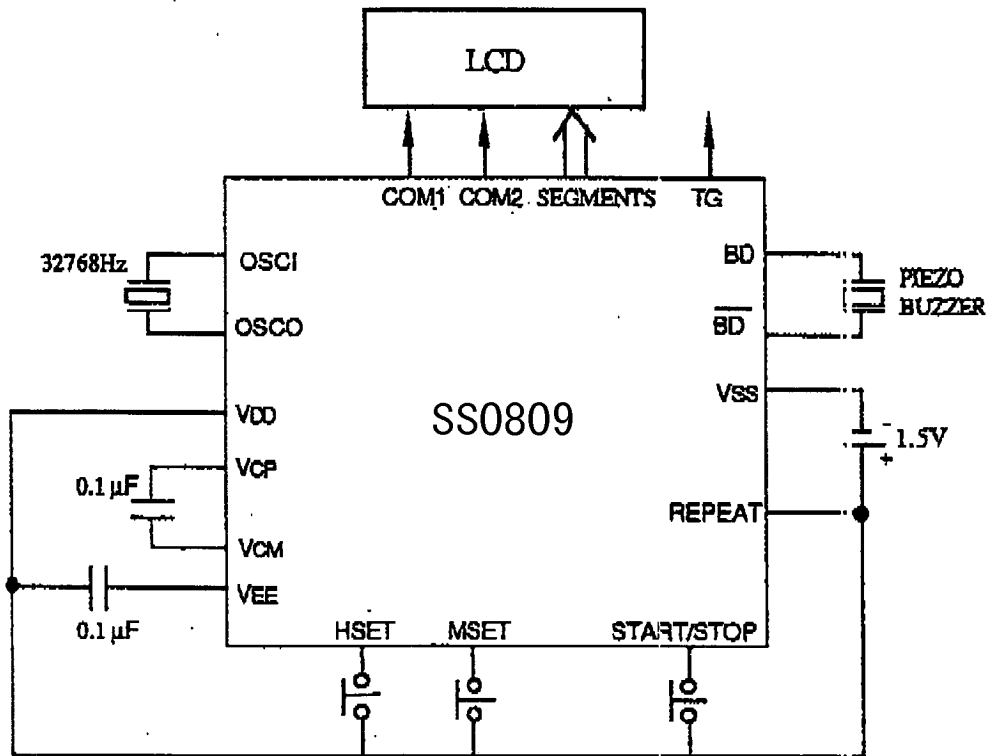 LCD
COM1 COM2 SEGMENTS TG
32768Hz
OSCI
OSCO
BD
BD
PIEZO
BUZZER
VDD
VSS
SS0809
- 1.5V
+
VCP
0.1 μF
VCM
REPEAT
VEE
0.1 μF
HSET MSET START/STOP